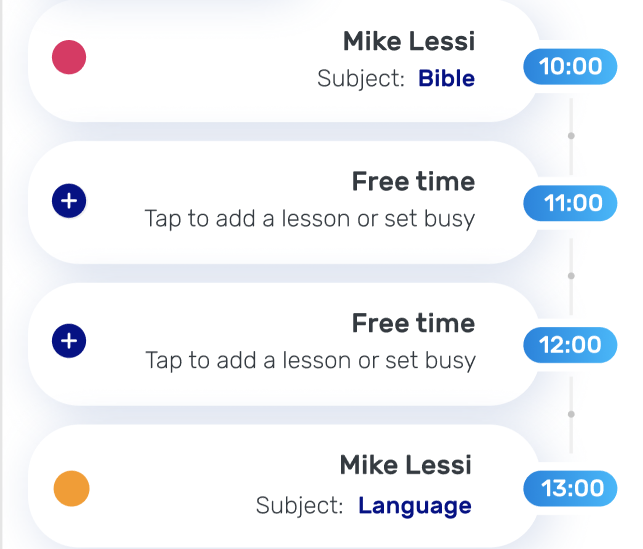 Mike Lessi
10:00
Subject: Bible
Free time
11:00
Tap to add a lesson or set busy
Free time
12:00
Tap to add a lesson or set busy
Mike Lessi
13:00
Subject: Language